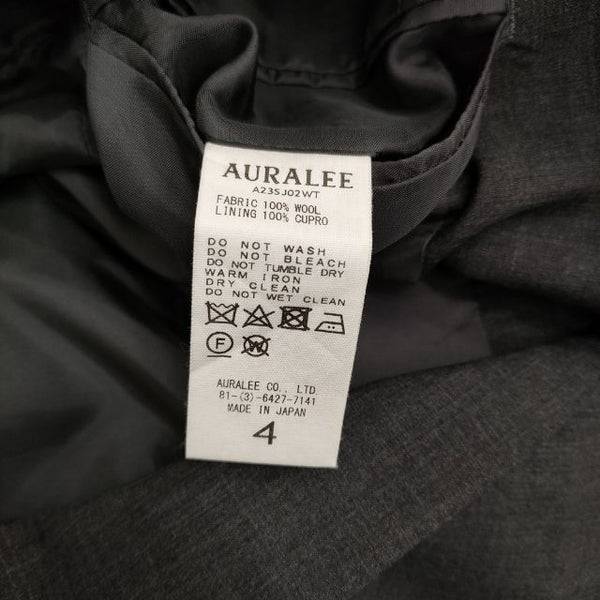 AURALEE
A23SJ02WT
FABRIC 100% WOOL
LINING 100% CUPRO
DO NOT WASH
DO NOT BLEACH
DO NOT TUMBLE DRY
WARM IRON
DRY CLEAN
DO NOT WET CLEAN
F W
AURALEE CO., LTD.
81-(3)-6427-7141
MADE IN JAPAN
4